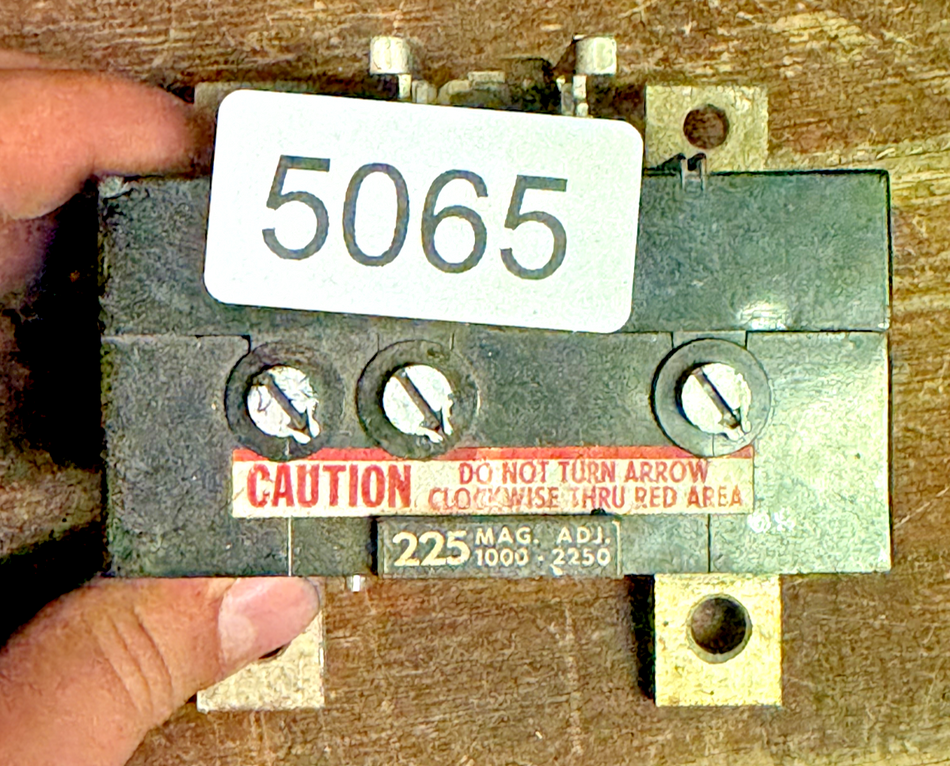 5065
CAUTION
DO NOT TURN ARROW
CLOCKWISE THRU RED AREA
225
MAG. ADJ.
1000 - 2250